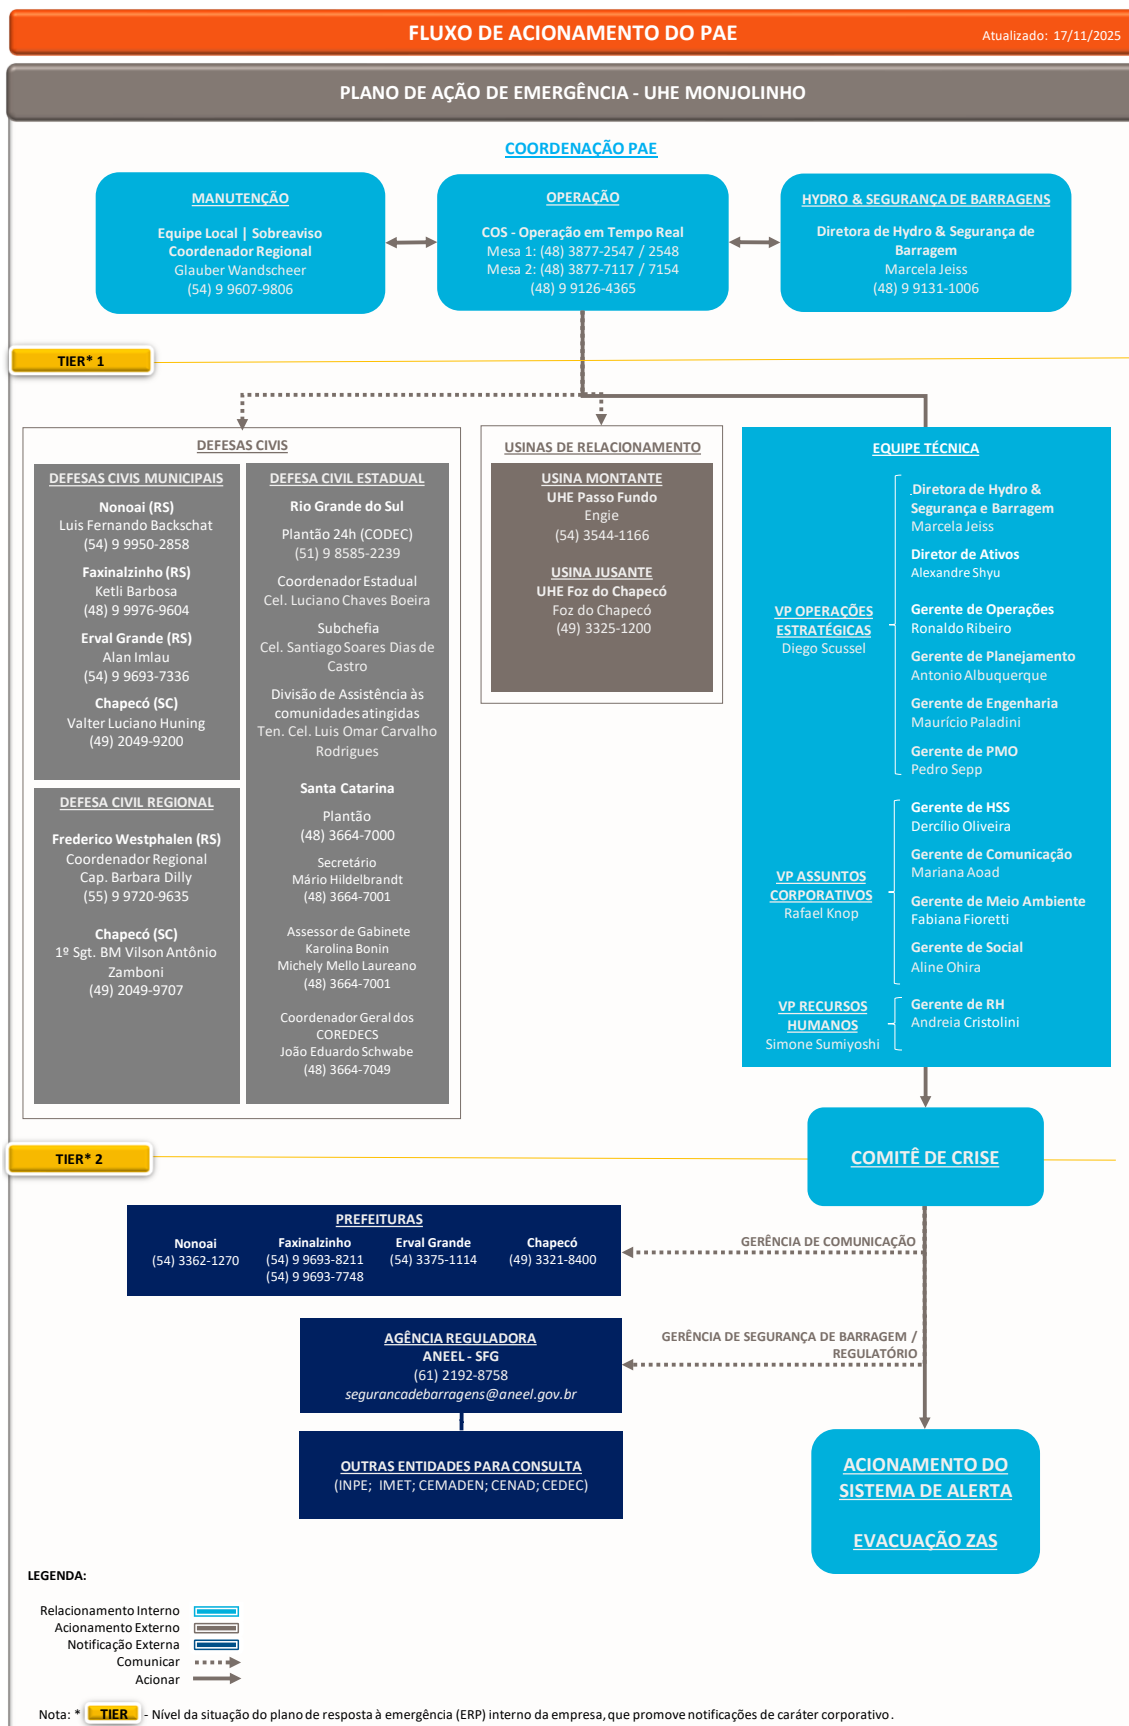 FLUXO DE ACIONAMENTO DO PAE
Atualizado: 17/11/2025
PLANO DE AÇÃO DE EMERGÊNCIA - UHE MONJOLINHO
COORDENAÇÃO PAE
MANUTENÇÃO
Equipe Local | Sobreaviso
Coordenador Regional
Glauber Wandscheer
(54) 9 9607-9806
OPERAÇÃO
COS - Operação em Tempo Real
Mesa 1: (48) 3877-2547 / 2548
Mesa 2: (48) 3877-7117 / 7154
(48) 9 9126-4365
HYDRO & SEGURANÇA DE BARRAGENS
Diretora de Hydro & Segurança de
Barragem
Marcela Jeiss
(48) 9 9131-1006
TIER* 1
DEFESAS CIVIS
DEFESAS CIVIS MUNICIPAIS
Nonoai (RS)
Luis Fernando Backschat
(54) 9 9950-2858
Faxinalzinho (RS)
Ketli Barbosa
(48) 9 9976-9604
Erval Grande (RS)
Alan Imlau
(54) 9 9693-7336
Chapecó (SC)
Valter Luciano Huning
(49) 2049-9200
DEFESA CIVIL REGIONAL
Frederico Westphalen (RS)
Coordenador Regional
Cap. Barbara Dilly
(55) 9 9720-9635
Chapecó (SC)
1º Sgt. BM Vilson Antônio
Zamboni
(49) 2049-9707
DEFESA CIVIL ESTADUAL
Rio Grande do Sul
Plantão 24h (CODEC)
(51) 9 8585-2239
Coordenador Estadual
Cel. Luciano Chaves Boeira
Subchefia
Cel. Santiago Soares Dias de
Castro
Divisão de Assistência às
comunidades atingidas
Ten. Cel. Luis Omar Carvalho
Rodrigues
Santa Catarina
Plantão
(48) 3664-7000
Secretário
Mário Hildelbrandt
(48) 3664-7001
Assessor de Gabinete
Karolina Bonin
Michely Mello Laureano
(48) 3664-7001
Coordenador Geral dos
COREDECS
João Eduardo Schwabe
(48) 3664-7049
USINAS DE RELACIONAMENTO
USINA MONTANTE
UHE Passo Fundo
Engie
(54) 3544-1166
USINA JUSANTE
UHE Foz do Chapecó
Foz do Chapecó
(49) 3325-1200
EQUIPE TÉCNICA
VP OPERAÇÕES
ESTRATÉGICAS
Diego Scussel
Diretora de Hydro &
Segurança e Barragem
Marcela Jeiss
Diretor de Ativos
Alexandre Shyu
Gerente de Operações
Ronaldo Ribeiro
Gerente de Planejamento
Antonio Albuquerque
Gerente de Engenharia
Maurício Paladini
Gerente de PMO
Pedro Sepp
VP ASSUNTOS
CORPORATIVOS
Rafael Knop
Gerente de HSS
Dercílio Oliveira
Gerente de Comunicação
Mariana Aoad
Gerente de Meio Ambiente
Fabiana Fioretti
Gerente de Social
Aline Ohira
VP RECURSOS
HUMANOS
Simone Sumiyoshi
Gerente de RH
Andreia Cristolini
TIER* 2
COMITÊ DE CRISE
PREFEITURAS
Nonoai
(54) 3362-1270
Faxinalzinho
(54) 9 9693-8211
(54) 9 9693-7748
Erval Grande
(54) 3375-1114
Chapecó
(49) 3321-8400
GERÊNCIA DE COMUNICAÇÃO
AGÊNCIA REGULADORA
ANEEL - SFG
(61) 2192-8758
segurancadebarragens@aneel.gov.br
GERÊNCIA DE SEGURANÇA DE BARRAGEM /
REGULATÓRIO
OUTRAS ENTIDADES PARA CONSULTA
(INPE; IMET; CEMADEN; CENAD; CEDEC)
ACIONAMENTO DO
SISTEMA DE ALERTA
EVACUAÇÃO ZAS
LEGENDA:
Relacionamento Interno
Acionamento Externo
Notificação Externa
Comunicar
Acionar
Nota: * TIER - Nível da situação do plano de resposta à emergência (ERP) interno da empresa, que promove notificações de caráter corporativo.